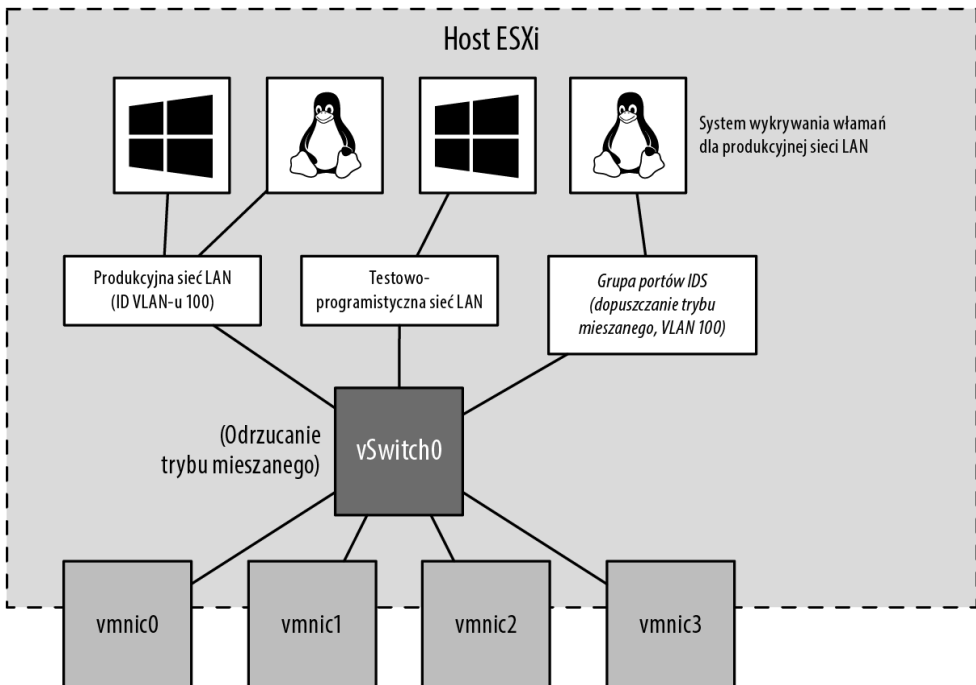 Host ESXi
System wykrywania włamań
dla produkcyjnej sieci LAN
Produkcyjna sieć LAN
(ID VLAN-u 100)
Testowo-
programistyczna sieć LAN
Grupa portów IDS
(dopuszczanie trybu
mieszanego, VLAN 100)
(Odrzucanie
trybu mieszanego)
vSwitch0
vmnic0
vmnic1
vmnic2
vmnic3